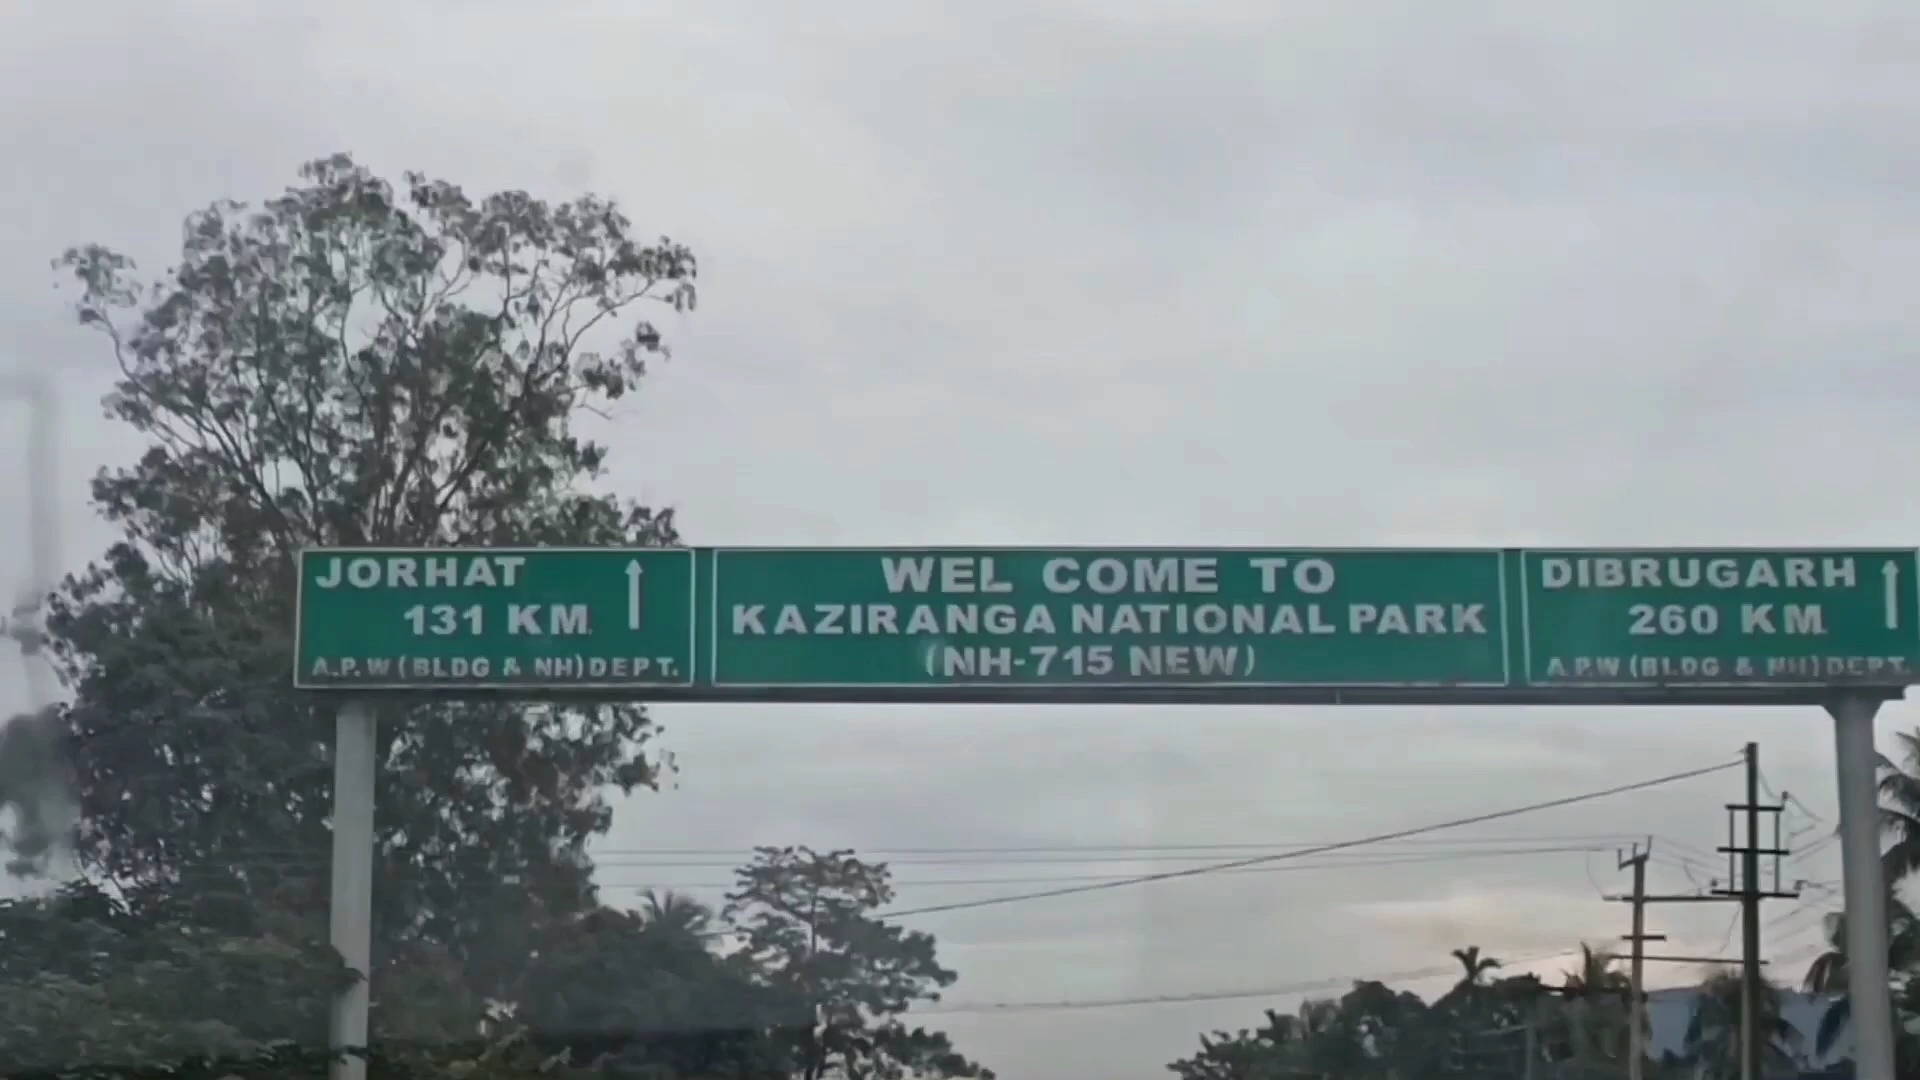 JORHAT
131 KM
A.P.W (BLDG & NH) DEPT.
WEL COME TO
KAZIRANGA NATIONAL PARK
(NH-715 NEW)
DIBRUGARH
260 KM
A.P.W (BLDG & NH) DEPT.